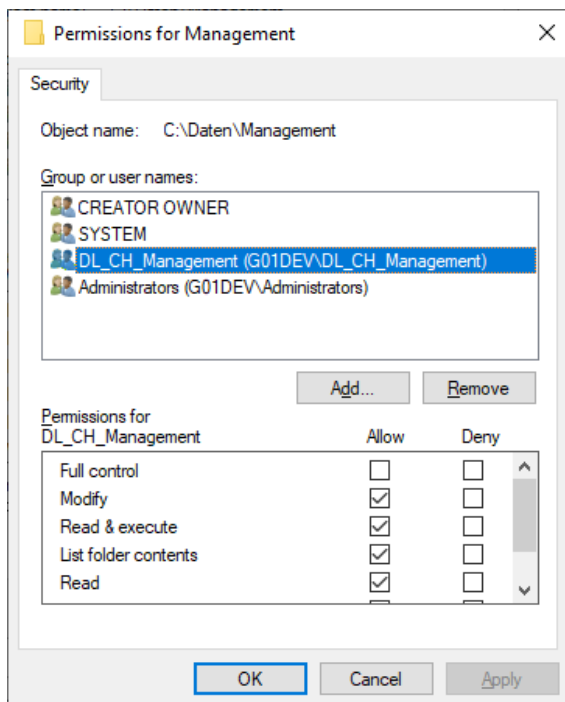 Permissions for Management
Security
Object name: C:\Daten\Management
Group or user names:
CREATOR OWNER
SYSTEM
DL_CH_Management (G01DEV\DL_CH_Management)
Administrators (G01DEV\Administrators)
Add... Remove
Permissions for
DL_CH_Management Allow Deny
Full control
Modify
Read & execute
List folder contents
Read
OK Cancel Apply